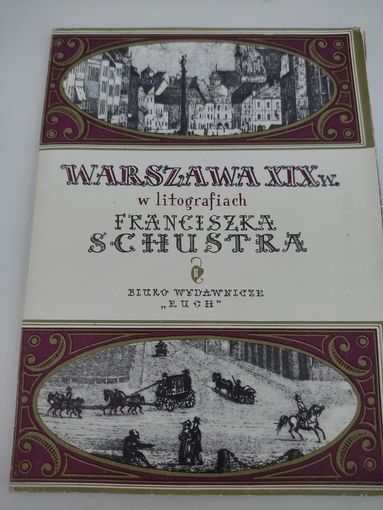 WARSZAWA XIX w.
w litografiach
FRANCISZKA
SCHUSTRA
BIURO WYDAWNICZE
„RUCH"